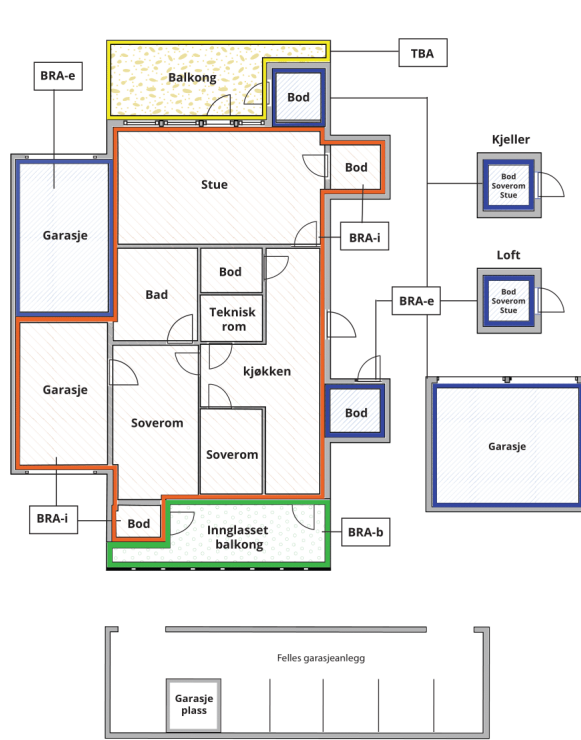 TBA
BRA-e
Balkong
Bod
Kjeller
Bod
Soverom
Stue
Stue
Bod
BRA-i
Garasje
Loft
Bod
Soverom
Stue
Bod
Bad
BRA-e
Teknisk
rom
kjøkken
Garasje
Bod
Soverom
Soverom
Garasje
BRA-i
Bod
Innglasset
balkong
BRA-b
Felles garasjeanlegg
Garasje
plass